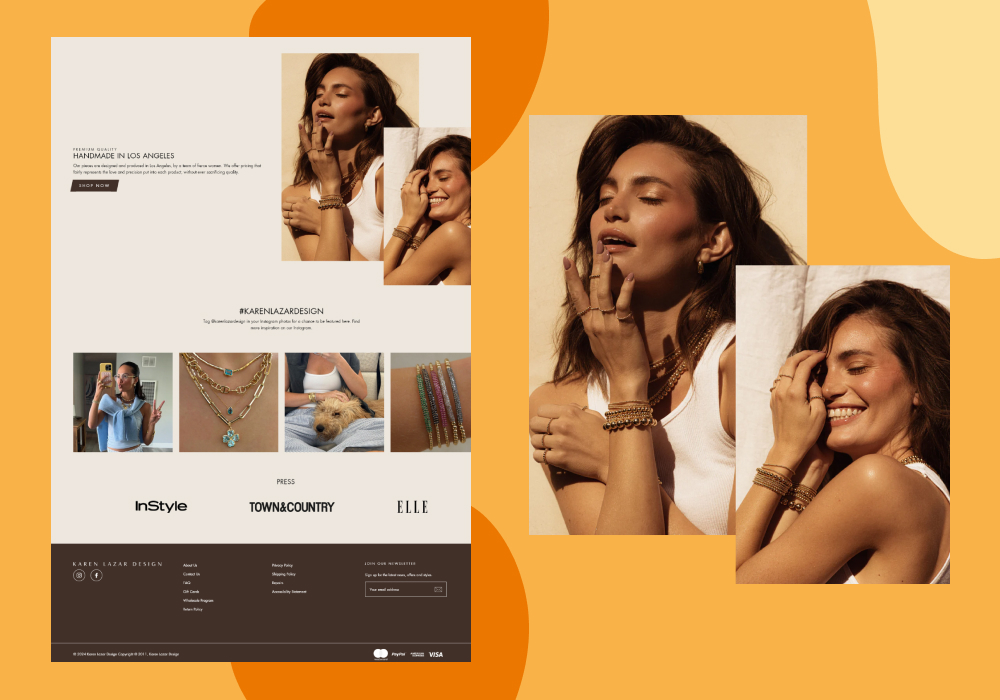 PREMIUM QUALITY
HANDMADE IN LOS ANGELES
Our pieces are designed and produced in Los Angeles, by a team of fierce women. We offer pricing that
fairly represents the love and precision put into each product, without ever sacrificing quality.
SHOP NOW
#KARENLAZARDESIGN
Tag @karenlazardesign in your Instagram photos for a chance to be featured here. Find
more inspiration on our Instagram.
PRESS
InStyle
TOWN&COUNTRY
ELLE
KAREN LAZAR DESIGN
About Us
Contact Us
FAQ
Gift Cards
Wholesale Program
Return Policy
Privacy Policy
Shipping Policy
Repairs
Accessibility Statement
JOIN OUR NEWSLETTER
Sign up for the latest news, offers and styles
Your email address
© 2024 Karen Lazar Design Copyright © 2011, Karen Lazar Design
PayPal
AMERICAN
EXPRESS
VISA